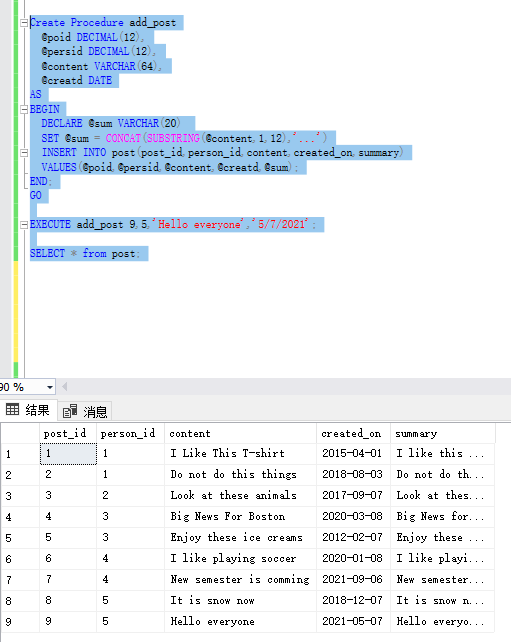 Create Procedure add_post
@poid DECIMAL(12),
@persid DECIMAL(12),
@content VARCHAR(64),
@creatd DATE
AS
BEGIN
DECLARE @sum VARCHAR(20)
SET @sum = CONCAT(SUBSTRING(@content,1,12),'...')
INSERT INTO post(post_id,person_id,content,created_on,summary)
VALUES(@poid,@persid,@content,@creatd,@sum);
END;
GO
EXECUTE add_post 9,5,'Hello everyone','5/7/2021';
SELECT * from post;
90 %
结果 消息
post_id person_id content created_on summary
1 1 1 I Like This T-shirt 2015-04-01 I like this ...
2 2 1 Do not do this things 2018-08-03 Do not do th...
3 3 2 Look at these animals 2017-09-07 Look at thes...
4 4 3 Big News For Boston 2020-03-08 Big News for...
5 5 3 Enjoy these ice creams 2012-02-07 Enjoy these ...
6 6 4 I like playing soccer 2020-01-08 I like playi...
7 7 4 New semester is comming 2021-09-06 New semester...
8 8 5 It is snow now 2018-12-07 It is snow n...
9 9 5 Hello everyone 2021-05-07 Hello everyo...